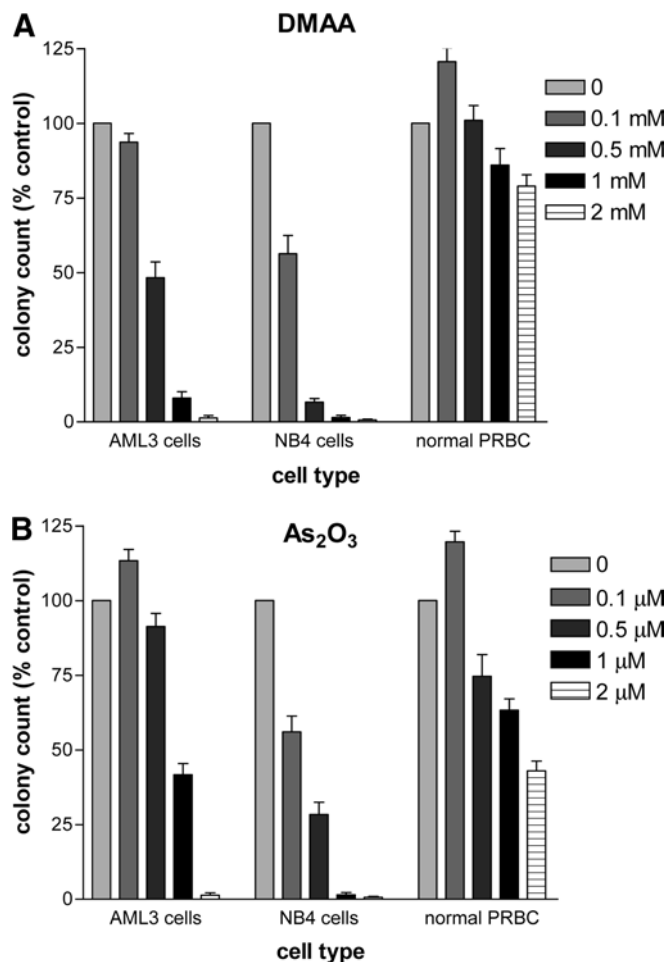 A
DMAA
125
100
75
50
25
0
colony count (% control)
AML3 cells
NB4 cells
normal PRBC
cell type
0
0.1 mM
0.5 mM
1 mM
2 mM
B
As₂O₃
125
100
75
50
25
0
colony count (% control)
AML3 cells
NB4 cells
normal PRBC
cell type
0
0.1 μM
0.5 μM
1 μM
2 μM